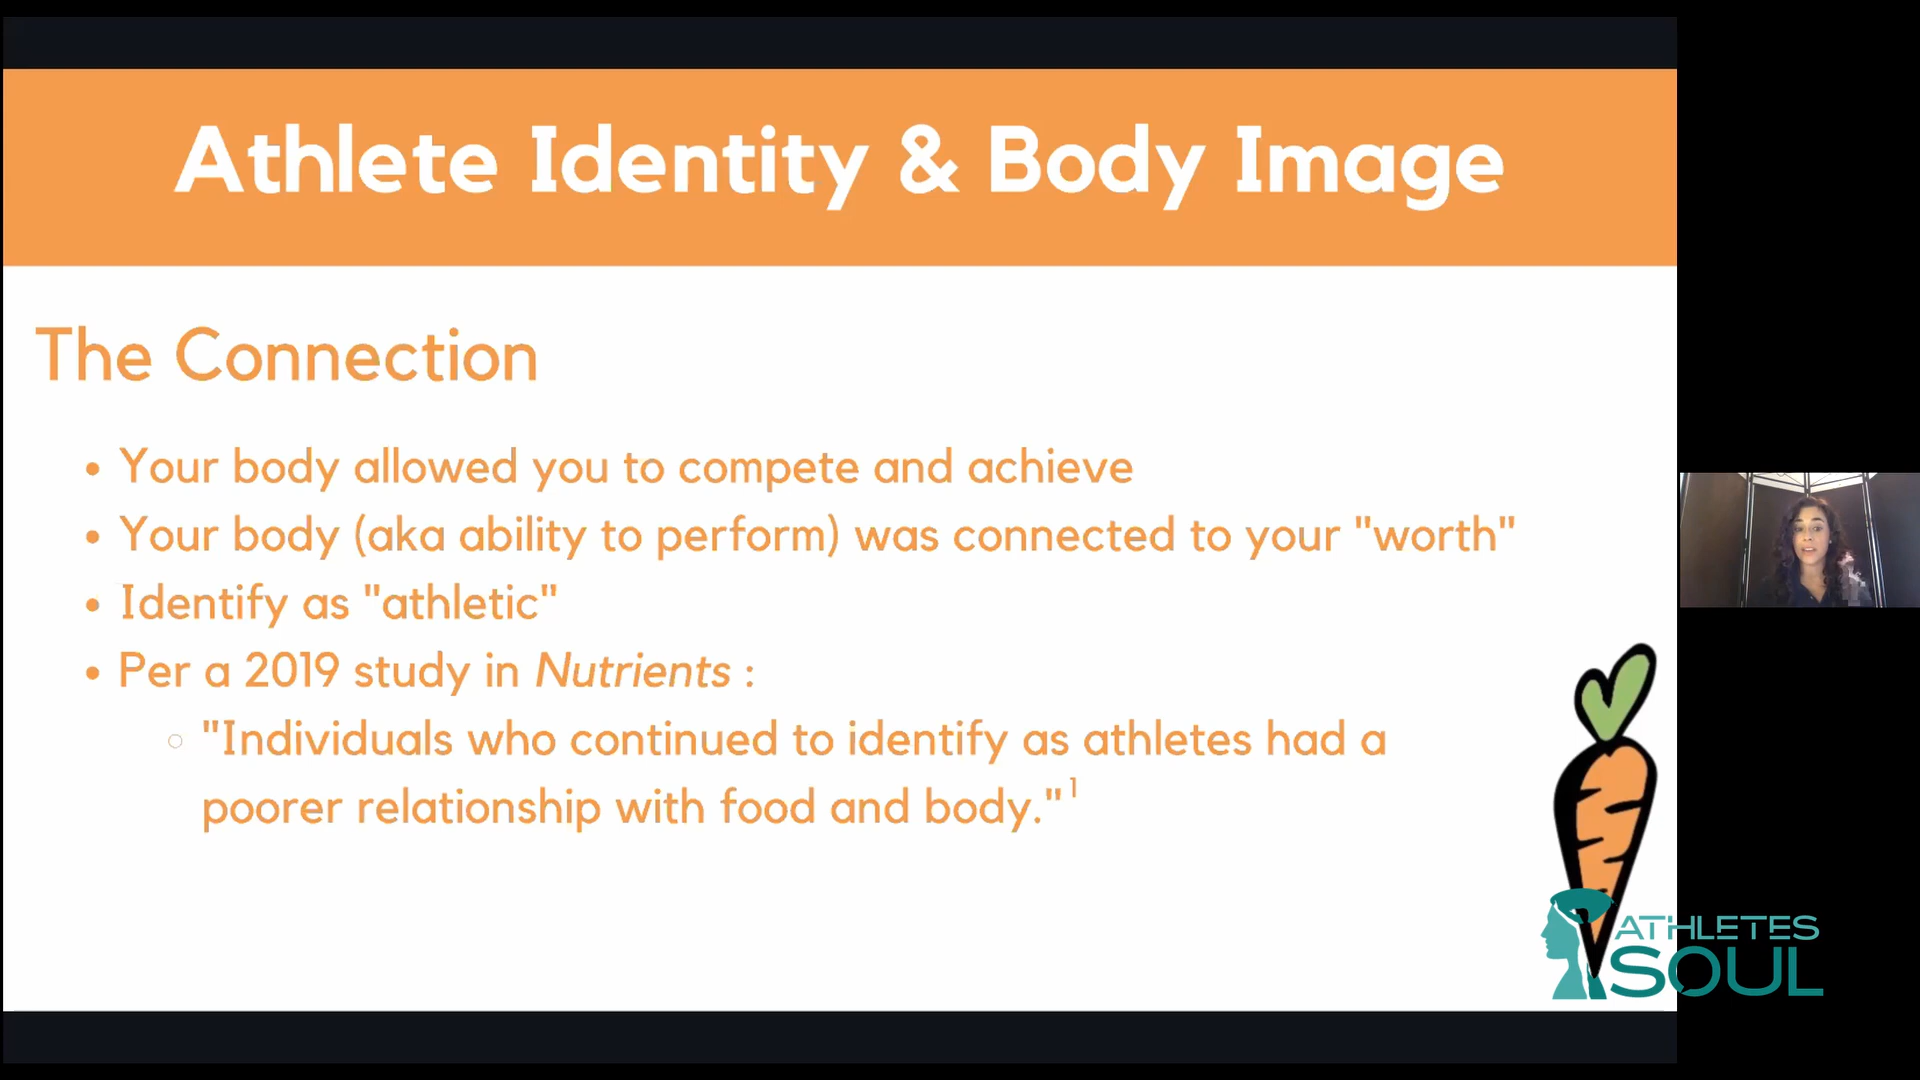 Athlete Identity & Body Image
The Connection
• Your body allowed you to compete and achieve
• Your body (aka ability to perform) was connected to your "worth"
• Identify as "athletic"
• Per a 2019 study in Nutrients :
○ "Individuals who continued to identify as athletes had a
poorer relationship with food and body."1
ATHLETES
SOUL